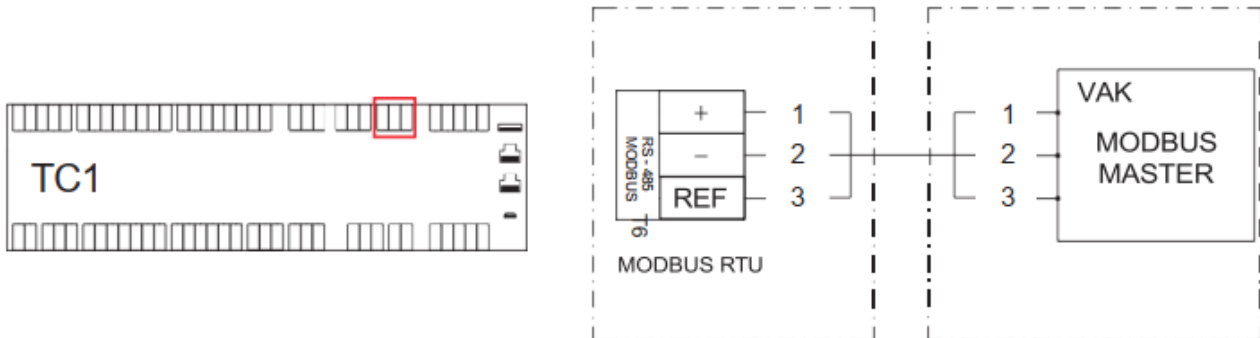 TC1
RS - 485
MODBUS
T6
+
−
REF
1
2
3
MODBUS RTU
1
2
3
VAK
MODBUS
MASTER